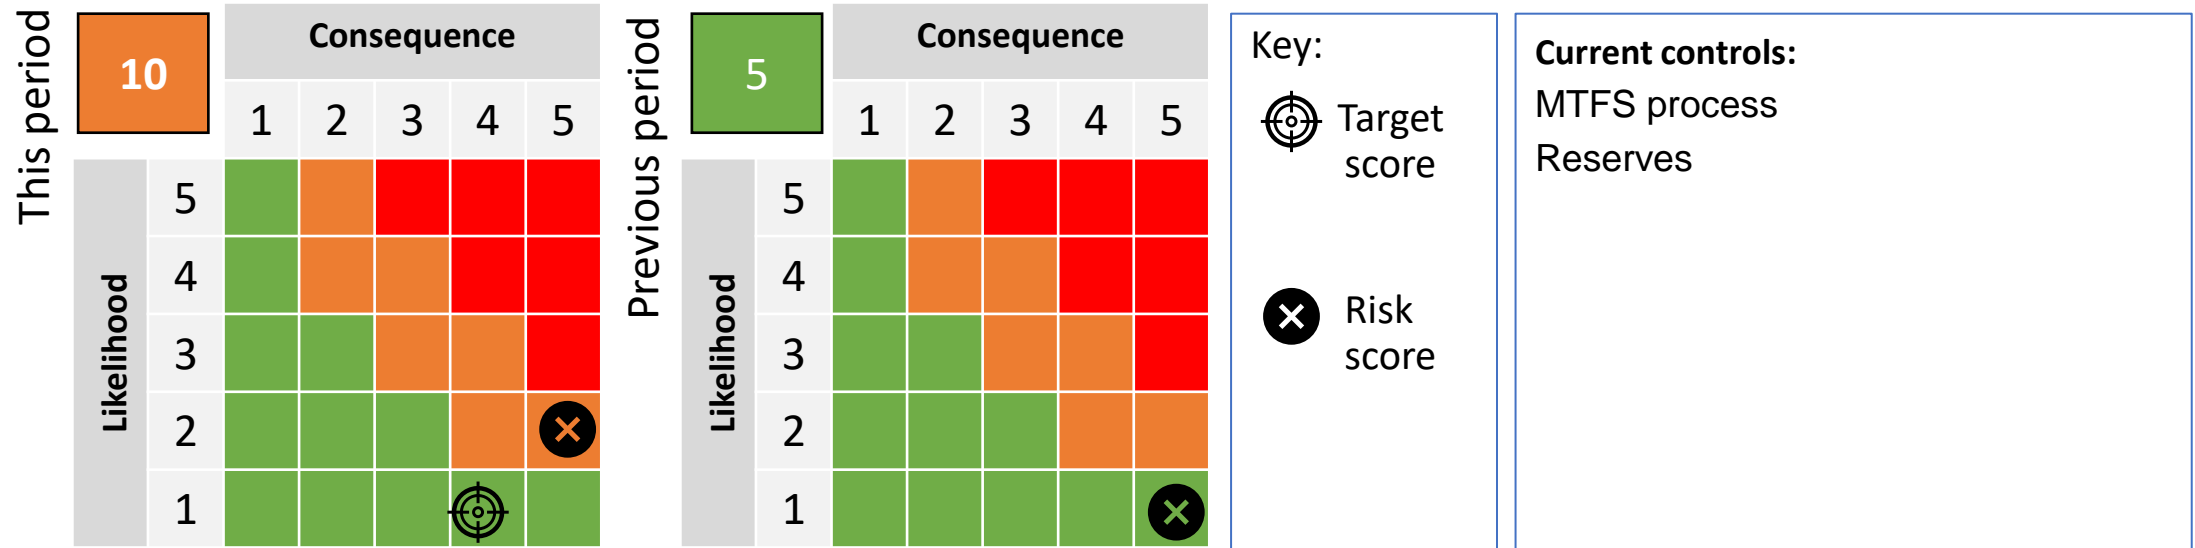 This period
10
Consequence
1 2 3 4 5
Likelihood
5
4
3
2
1
Previous period
5
Consequence
1 2 3 4 5
Likelihood
5
4
3
2
1
Key:
Target
score
Risk
score
Current controls:
MTFS process
Reserves